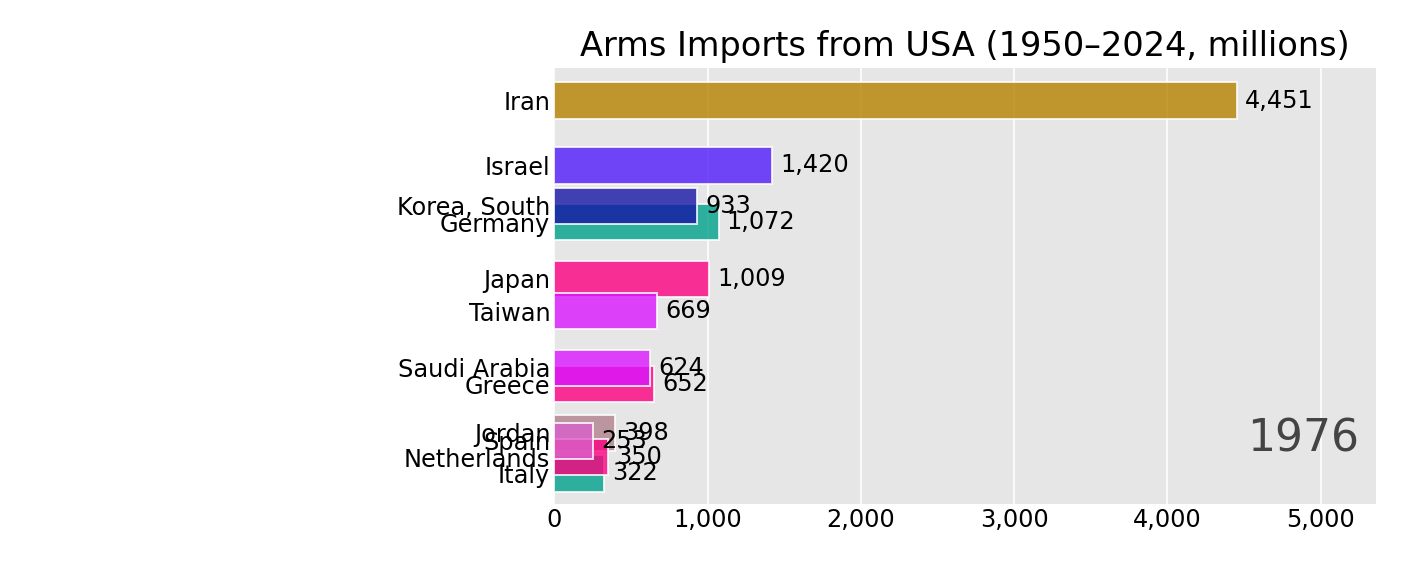 Arms Imports from USA (1950–2024, millions)
Iran 4,451
Israel 1,420
Korea, South 933
Germany 1,072
Japan 1,009
Taiwan 669
Saudi Arabia 624
Greece 652
Jordan 398
Spain 253
Netherlands 350
Italy 322
1976
0 1,000 2,000 3,000 4,000 5,000